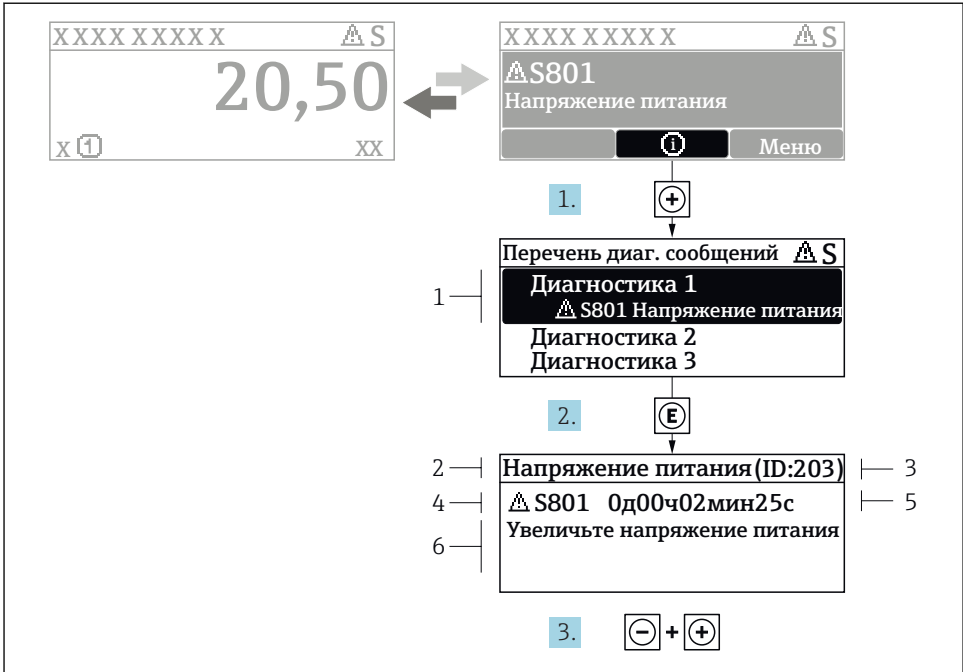 XXXX XXXXX S
20,50
x 1 XX
XXXX XXXXX S
S801
Напряжение питания
i Меню
1. +
Перечень диаг. сообщений S
1
Диагностика 1
S801 Напряжение питания
Диагностика 2
Диагностика 3
2. E
2 Напряжение питания (ID:203) 3
4 S801 0д00ч02мин25с 5
6 Увеличьте напряжение питания
3. - + +